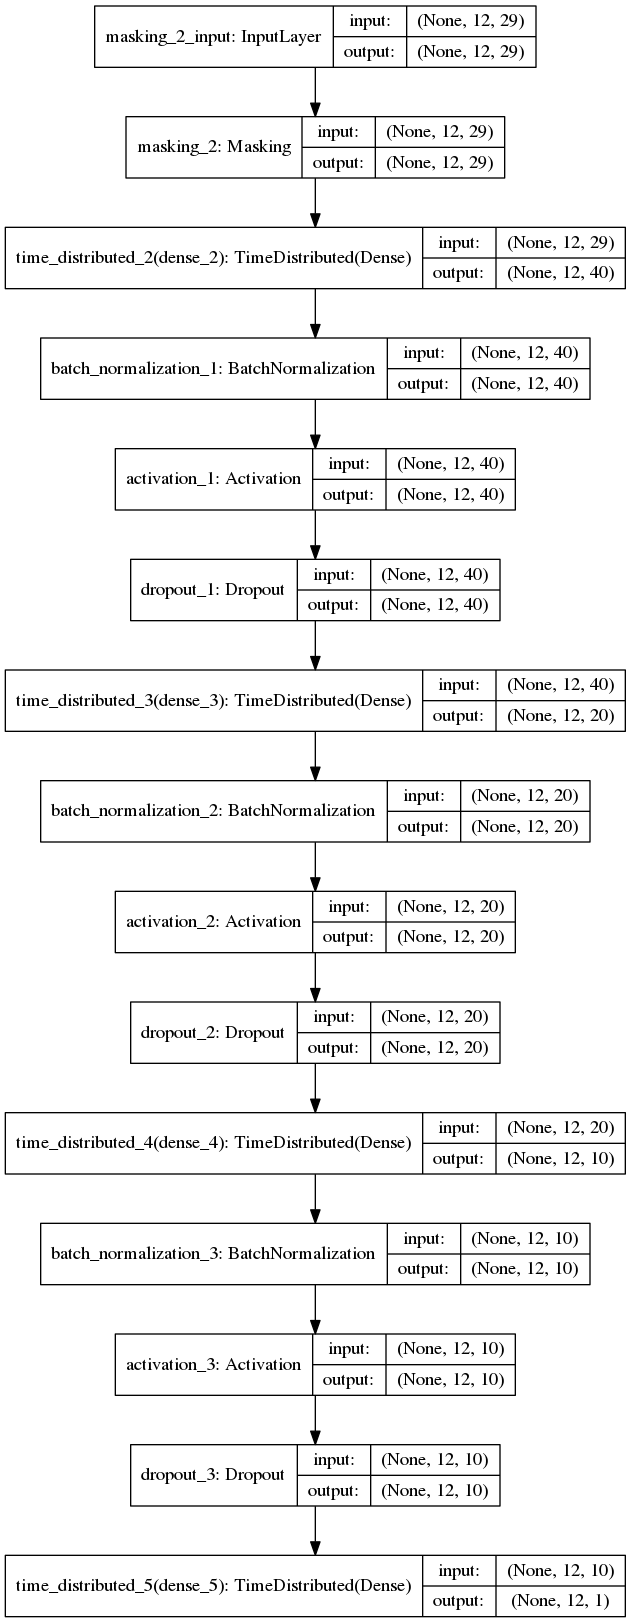 masking_2_input: InputLayer
input:
(None, 12, 29)
output:
(None, 12, 29)
masking_2: Masking
input:
(None, 12, 29)
output:
(None, 12, 29)
time_distributed_2(dense_2): TimeDistributed(Dense)
input:
(None, 12, 29)
output:
(None, 12, 40)
batch_normalization_1: BatchNormalization
input:
(None, 12, 40)
output:
(None, 12, 40)
activation_1: Activation
input:
(None, 12, 40)
output:
(None, 12, 40)
dropout_1: Dropout
input:
(None, 12, 40)
output:
(None, 12, 40)
time_distributed_3(dense_3): TimeDistributed(Dense)
input:
(None, 12, 40)
output:
(None, 12, 20)
batch_normalization_2: BatchNormalization
input:
(None, 12, 20)
output:
(None, 12, 20)
activation_2: Activation
input:
(None, 12, 20)
output:
(None, 12, 20)
dropout_2: Dropout
input:
(None, 12, 20)
output:
(None, 12, 20)
time_distributed_4(dense_4): TimeDistributed(Dense)
input:
(None, 12, 20)
output:
(None, 12, 10)
batch_normalization_3: BatchNormalization
input:
(None, 12, 10)
output:
(None, 12, 10)
activation_3: Activation
input:
(None, 12, 10)
output:
(None, 12, 10)
dropout_3: Dropout
input:
(None, 12, 10)
output:
(None, 12, 10)
time_distributed_5(dense_5): TimeDistributed(Dense)
input:
(None, 12, 10)
output:
(None, 12, 1)